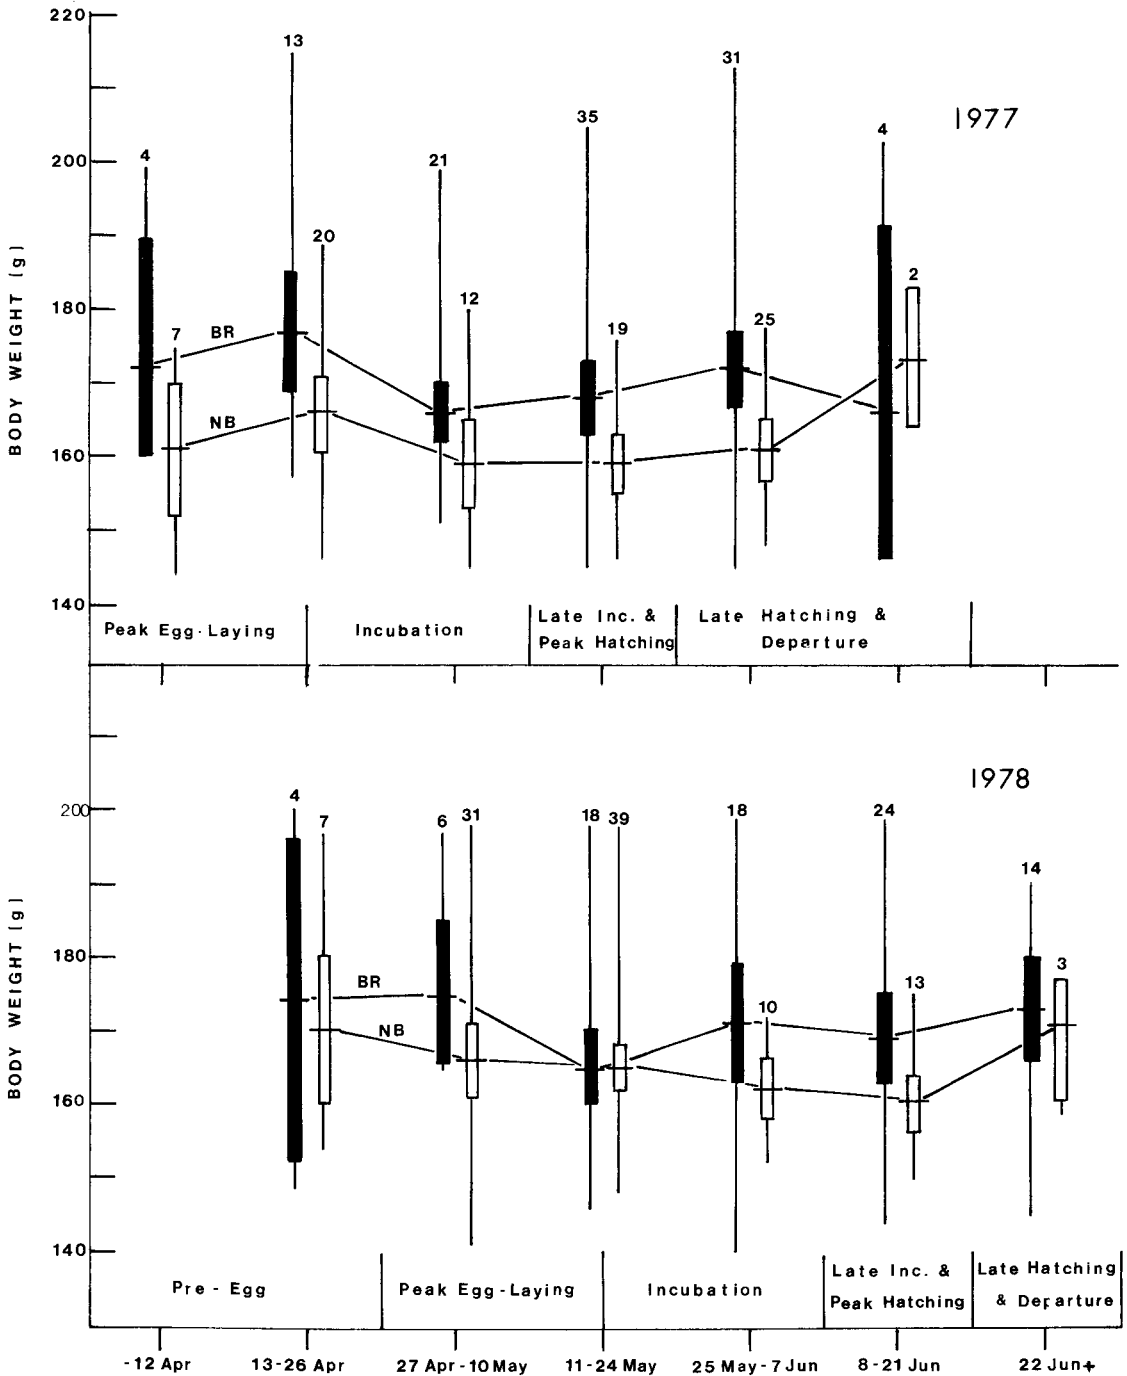 220
13
31
1977
35
4
200
4
21
20
12
2
180
7
BR
19
25
NB
160
BODY WEIGHT (g)
140
Peak Egg-Laying
Incubation
Late Inc. &
Peak Hatching
Late Hatching &
Departure
1978
200
4
7
6
31
18
39
18
24
14
180
BR
3
13
10
NB
160
BODY WEIGHT (g)
140
Pre - Egg
Peak Egg-Laying
Incubation
Late Inc. &
Peak Hatching
Late Hatching
& Departure
-12 Apr
13-26 Apr
27 Apr-10 May
11-24 May
25 May-7 Jun
8-21 Jun
22 Jun+